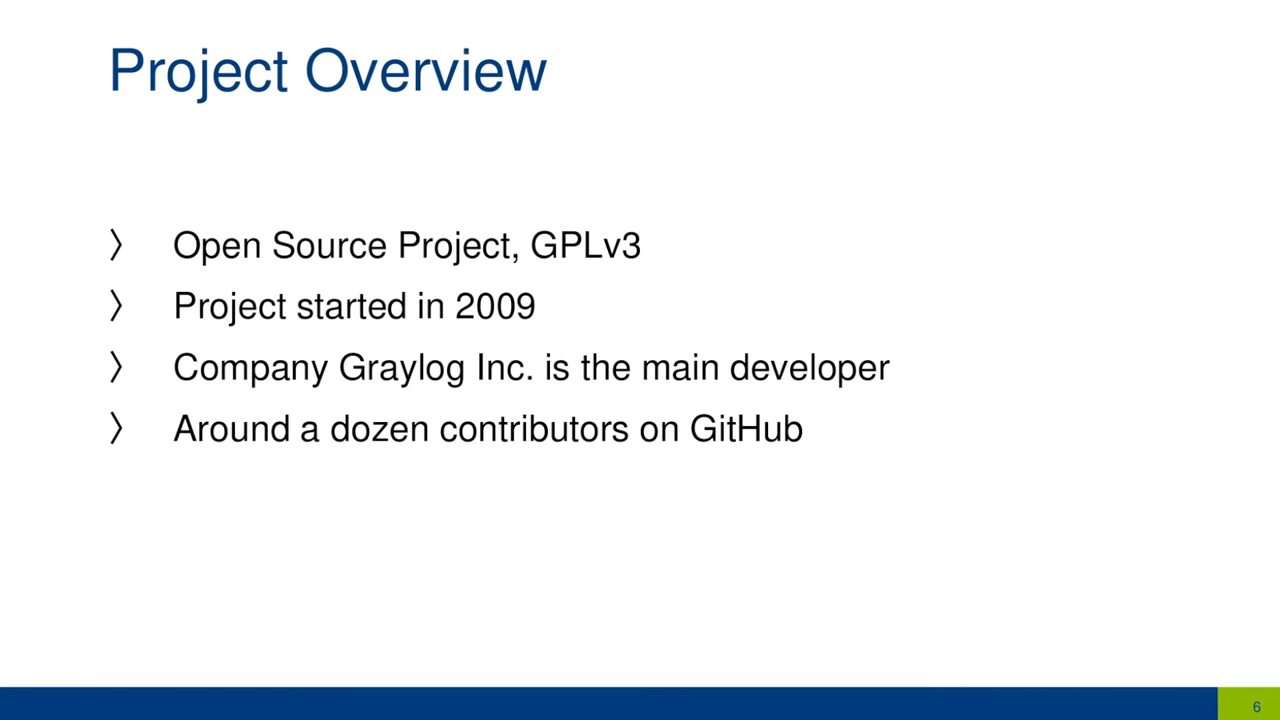 Project Overview
〉 Open Source Project, GPLv3
〉 Project started in 2009
〉 Company Graylog Inc. is the main developer
〉 Around a dozen contributors on GitHub
6